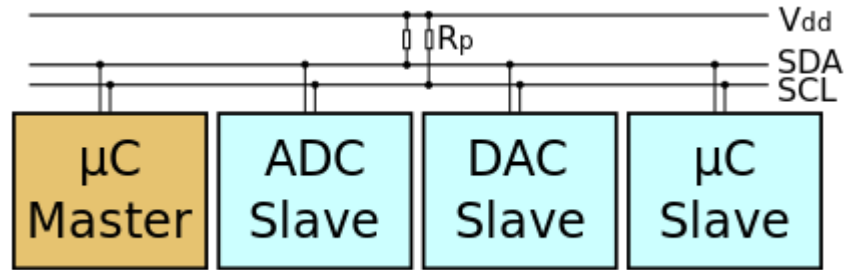 Vdd
Rp
SDA
SCL
µC
Master
ADC
Slave
DAC
Slave
µC
Slave